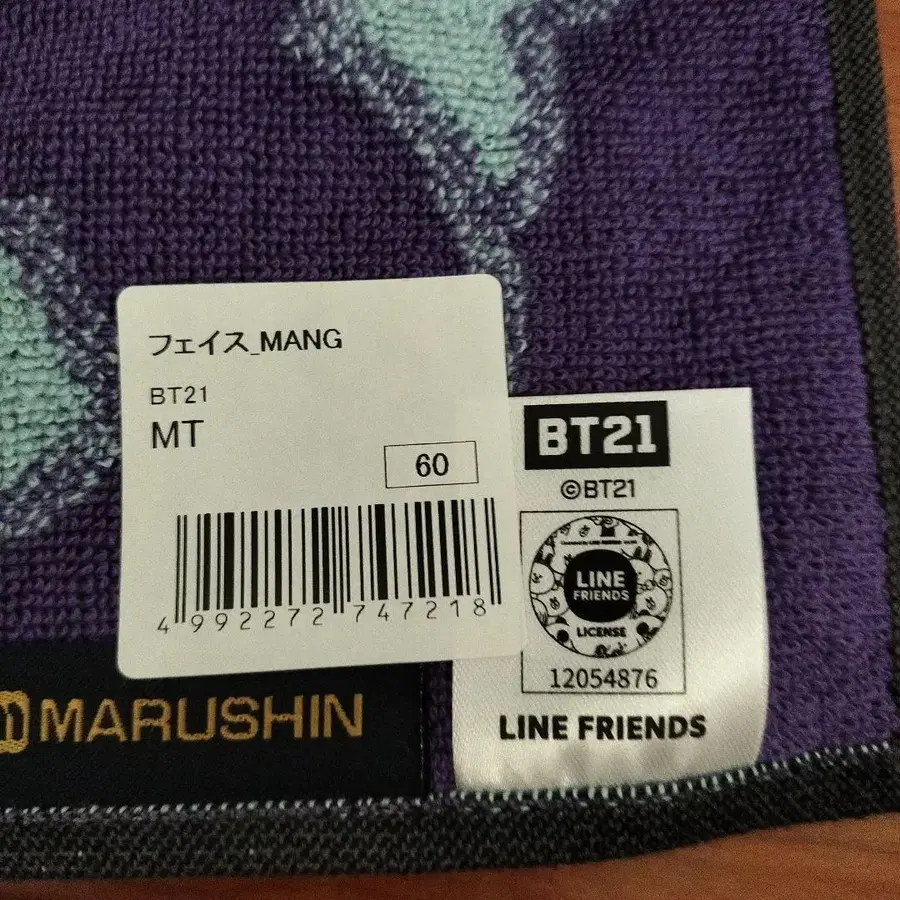 フェイス_MANG
BT21
MT
60
4 992272 747218
BT21
©BT21
LINE
FRIENDS
LICENSE
12054876
LINE FRIENDS
MARUSHIN